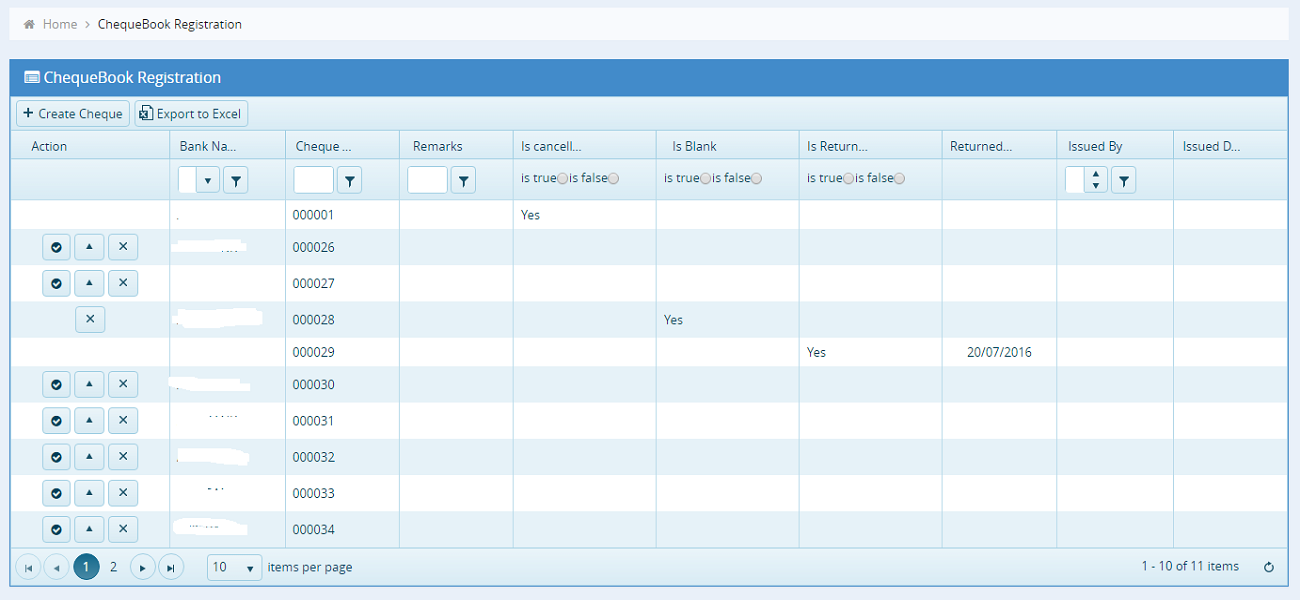 Home > ChequeBook Registration
ChequeBook Registration
+ Create Cheque Export to Excel
Action Bank Na... Cheque ... Remarks Is cancell... Is Blank Is Return... Returned... Issued By Issued D...
is true is false is true is false is true is false
. 000001 Yes
000026
000027
000028 Yes
000029 Yes 20/07/2016
000030
000031
000032
000033
000034
1 2 10 items per page 1 - 10 of 11 items